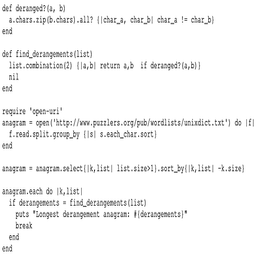 def deranged?(a, b)
  a.chars.zip(b.chars).all? {|char_a, char_b| char_a != char_b}
end

def find_derangements(list)
  list.combination(2) {|a,b| return a,b  if deranged?(a,b)}
  nil
end

require 'open-uri'
anagram = open('http://www.puzzlers.org/pub/wordlists/unixdict.txt') do |f|
  f.read.split.group_by {|s| s.each_char.sort}
end

anagram = anagram.select{|k,list| list.size>1}.sort_by{|k,list| -k.size}

anagram.each do |k,list|
  if derangements = find_derangements(list)
    puts "Longest derangement anagram: #{derangements}"
    break
  end
end